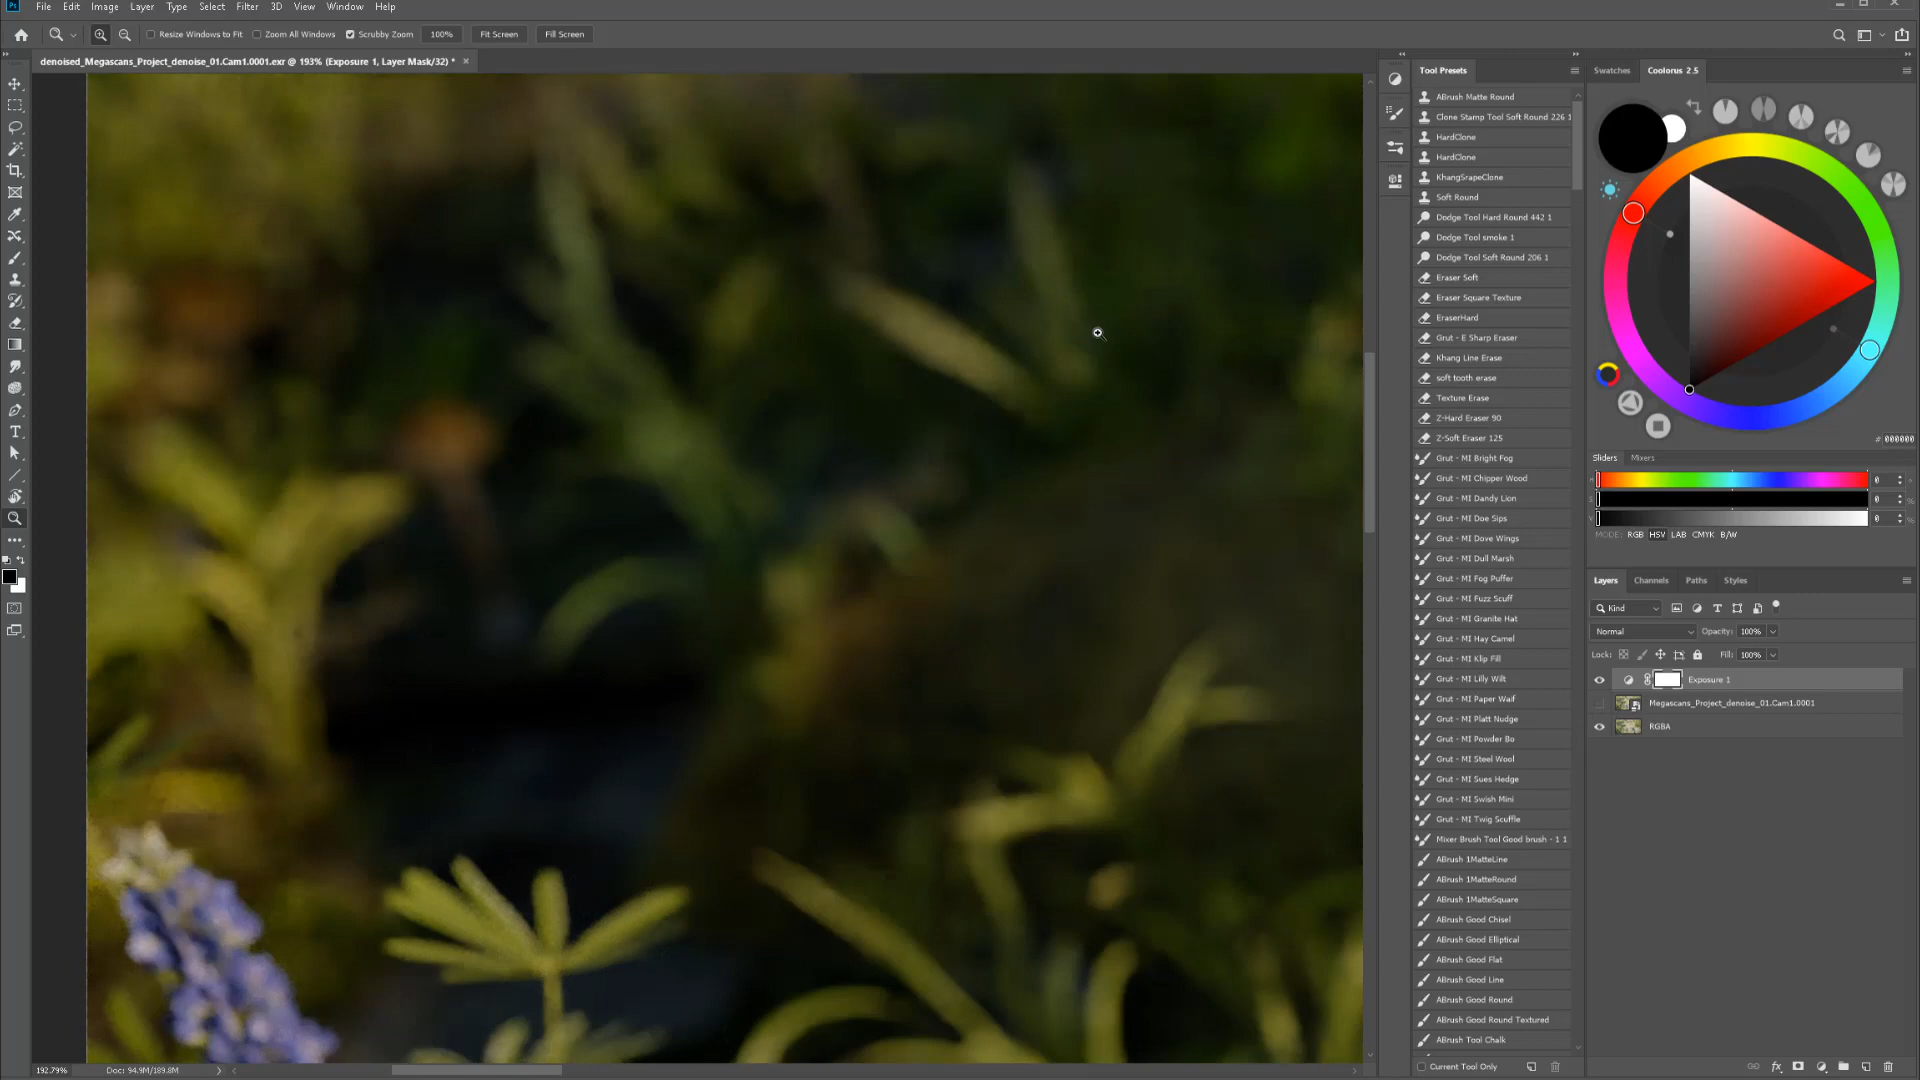 Ps File Edit Image Layer Type Select Filter 3D View Window Help
Resize Windows to Fit Zoom All Windows Scrubby Zoom 100% Fit Screen Fill Screen
denoised_Megascans_Project_denoise_01.Cam1.0001.exr @ 193% (Exposure 1, Layer Mask/32) *
Tool Presets
ABrush Matte Round
Clone Stamp Tool Soft Round 226 1
HardClone
HardClone
KhangSrapeClone
Soft Round
Dodge Tool Hard Round 442 1
Dodge Tool smoke 1
Dodge Tool Soft Round 206 1
Eraser Soft
Eraser Square Texture
EraserHard
Grut - E Sharp Eraser
Khang Line Erase
soft tooth erase
Texture Erase
Z-Hard Eraser 90
Z-Soft Eraser 125
Grut - MI Bright Fog
Grut - MI Chipper Wood
Grut - MI Dandy Lion
Grut - MI Doe Sips
Grut - MI Dove Wings
Grut - MI Dull Marsh
Grut - MI Fog Puffer
Grut - MI Fuzz Scuff
Grut - MI Granite Hat
Grut - MI Hay Camel
Grut - MI Klip Fill
Grut - MI Lilly Wilt
Grut - MI Paper Waif
Grut - MI Platt Nudge
Grut - MI Powder Bo
Grut - MI Steel Wool
Grut - MI Sues Hedge
Grut - MI Swish Mini
Grut - MI Twig Scuffle
Mixer Brush Tool Good brush - 1 1
ABrush 1MatteLine
ABrush 1MatteRound
ABrush 1MatteSquare
ABrush Good Chisel
ABrush Good Elliptical
ABrush Good Flat
ABrush Good Line
ABrush Good Round
ABrush Good Round Textured
ABrush Tool Chalk
Current Tool Only
Swatches Coolorus 2.5
# 000000
Sliders Mixers
H 0 °
S 0 %
V 0 %
MODE: RGB HSV LAB CMYK B/W
Layers Channels Paths Styles
Kind
Normal Opacity: 100%
Lock: Fill: 100%
Exposure 1
Megascans_Project_denoise_01.Cam1.0001
RGBA
fx
192.79% Doc: 94.9M/189.8M